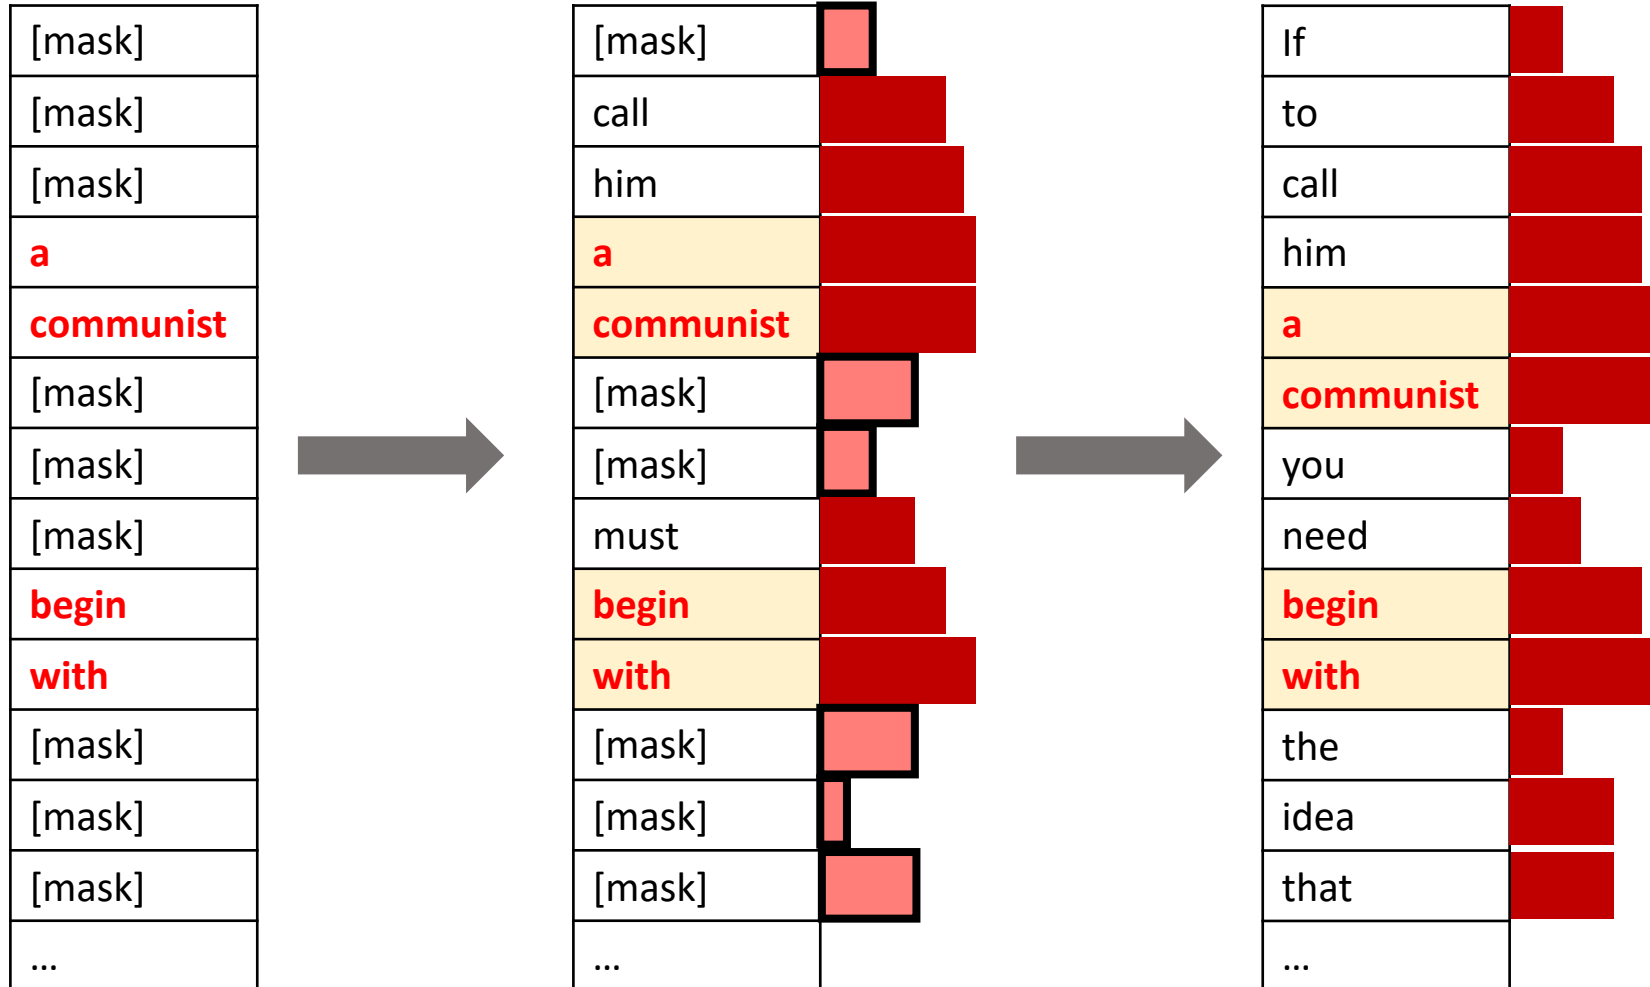 [mask]
[mask]
[mask]
a
communist
[mask]
[mask]
[mask]
begin
with
[mask]
[mask]
[mask]
...
[mask]
call
him
a
communist
[mask]
[mask]
must
begin
with
[mask]
[mask]
[mask]
...
If
to
call
him
a
communist
you
need
begin
with
the
idea
that
...